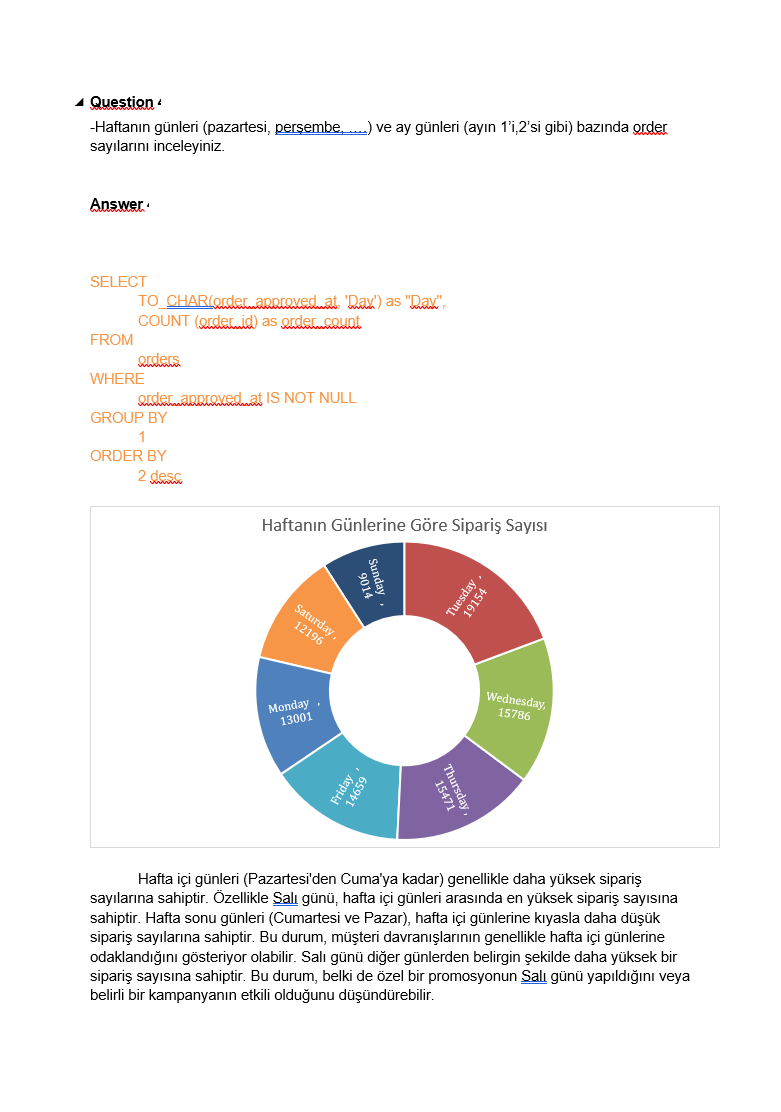 Question 4
-Haftanın günleri (pazartesi, perşembe, ….) ve ay günleri (ayın 1’i,2’si gibi) bazında order
sayılarını inceleyiniz.
Answer
SELECT
TO_CHAR(order_approved_at, 'Day') as "Day",
COUNT (order_id) as order_count
FROM
orders
WHERE
order_approved_at IS NOT NULL
GROUP BY
1
ORDER BY
2 desc
Haftanın Günlerine Göre Sipariş Sayısı
Tuesday ,
19154
Wednesday,
15786
Thursday ,
15471
Friday ,
14659
Monday ,
13001
Saturday ,
12196
Sunday ,
9014
Hafta içi günleri (Pazartesi'den Cuma'ya kadar) genellikle daha yüksek sipariş
sayılarına sahiptir. Özellikle Salı günü, hafta içi günleri arasında en yüksek sipariş sayısına
sahiptir. Hafta sonu günleri (Cumartesi ve Pazar), hafta içi günlerine kıyasla daha düşük
sipariş sayılarına sahiptir. Bu durum, müşteri davranışlarının genellikle hafta içi günlerine
odaklandığını gösteriyor olabilir. Salı günü diğer günlerden belirgin şekilde daha yüksek bir
sipariş sayısına sahiptir. Bu durum, belki de özel bir promosyonun Salı günü yapıldığını veya
belirli bir kampanyanın etkili olduğunu düşündürebilir.